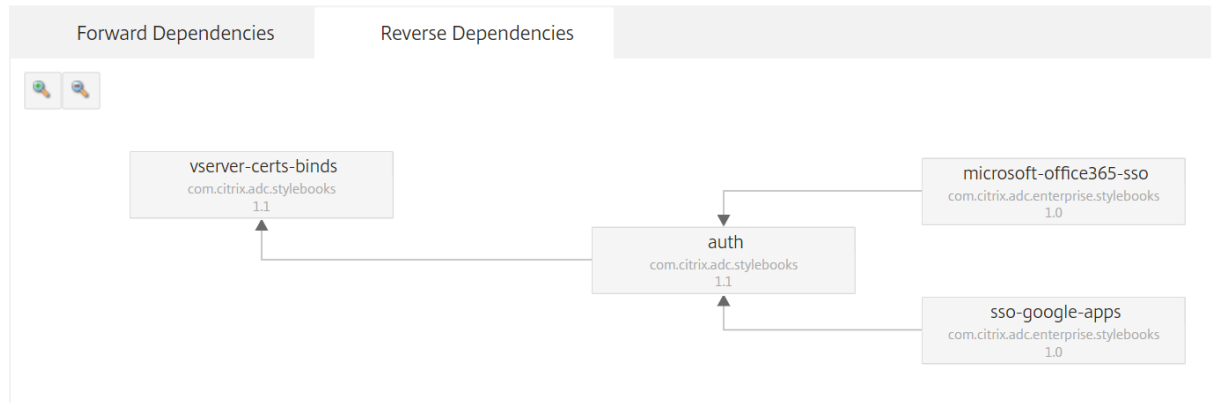 Forward Dependencies
Reverse Dependencies
vserver-certs-binds
com.citrix.adc.stylebooks
1.1
auth
com.citrix.adc.stylebooks
1.1
microsoft-office365-sso
com.citrix.adc.enterprise.stylebooks
1.0
sso-google-apps
com.citrix.adc.enterprise.stylebooks
1.0